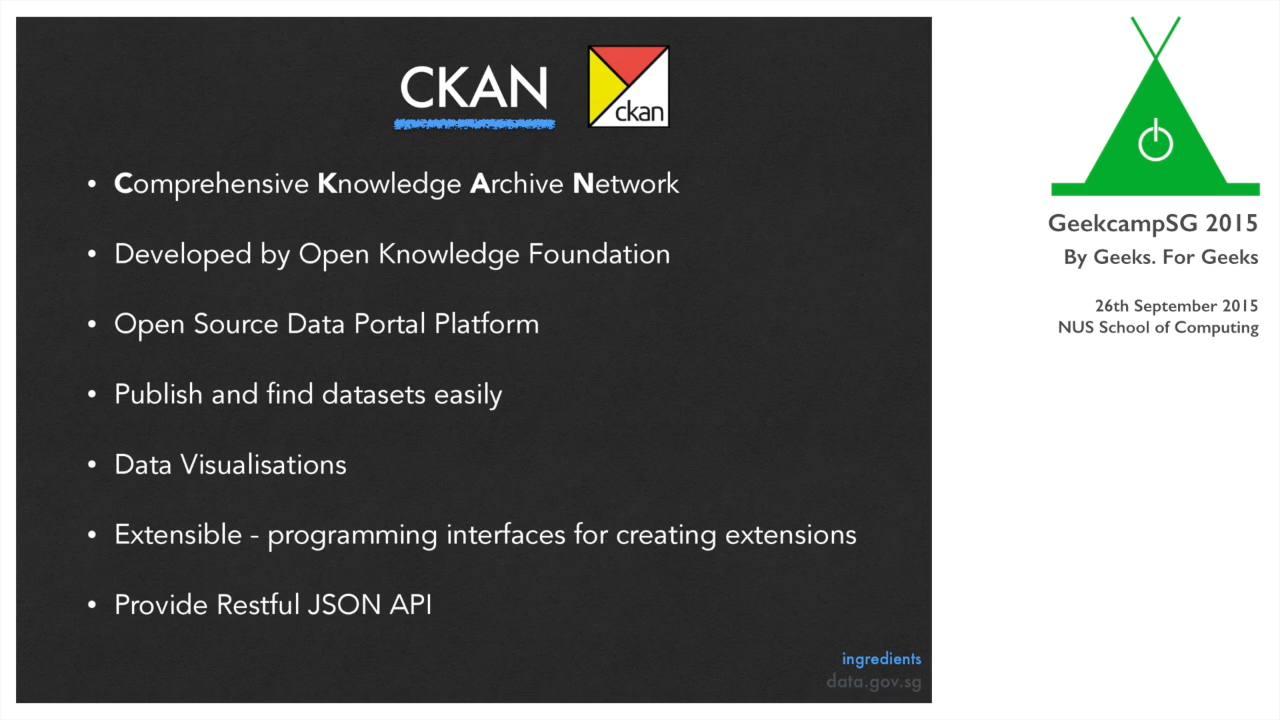 CKAN
ckan
• Comprehensive Knowledge Archive Network
• Developed by Open Knowledge Foundation
• Open Source Data Portal Platform
• Publish and find datasets easily
• Data Visualisations
• Extensible - programming interfaces for creating extensions
• Provide Restful JSON API
ingredients
data.gov.sg
GeekcampSG 2015
By Geeks. For Geeks
26th September 2015
NUS School of Computing